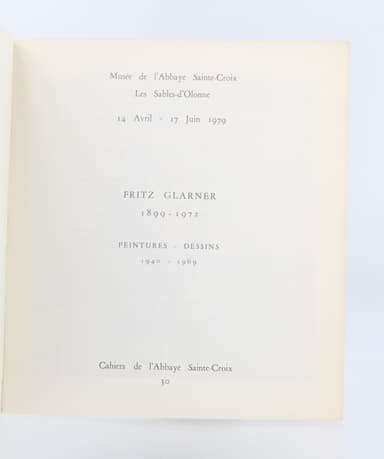 Musée de l'Abbaye Sainte-Croix
Les Sables-d'Olonne
14 Avril - 17 Juin 1979
FRITZ GLARNER
1899-1972
PEINTURES - DESSINS
1940 - 1969
Cahiers de l'Abbaye Sainte-Croix
30